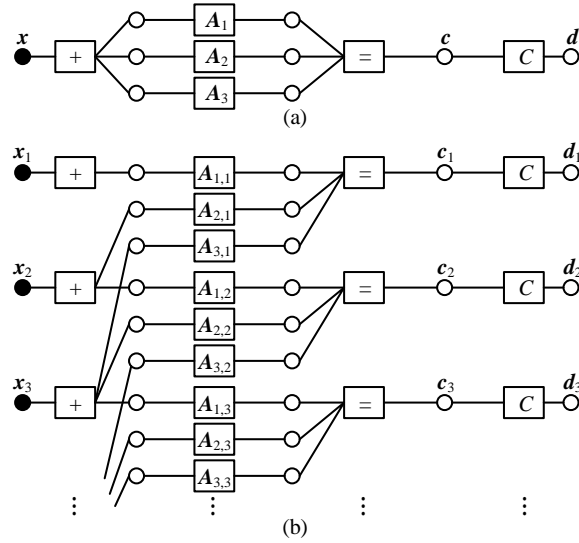 x + A₁ A₂ A₃ = c C d
(a)
x₁ + A₁,₁ A₂,₁ A₃,₁ = c₁ C d₁
x₂ + A₁,₂ A₂,₂ A₃,₂ = c₂ C d₂
x₃ + A₁,₃ A₂,₃ A₃,₃ = c₃ C d₃
⋮ ⋮ ⋮ ⋮
(b)